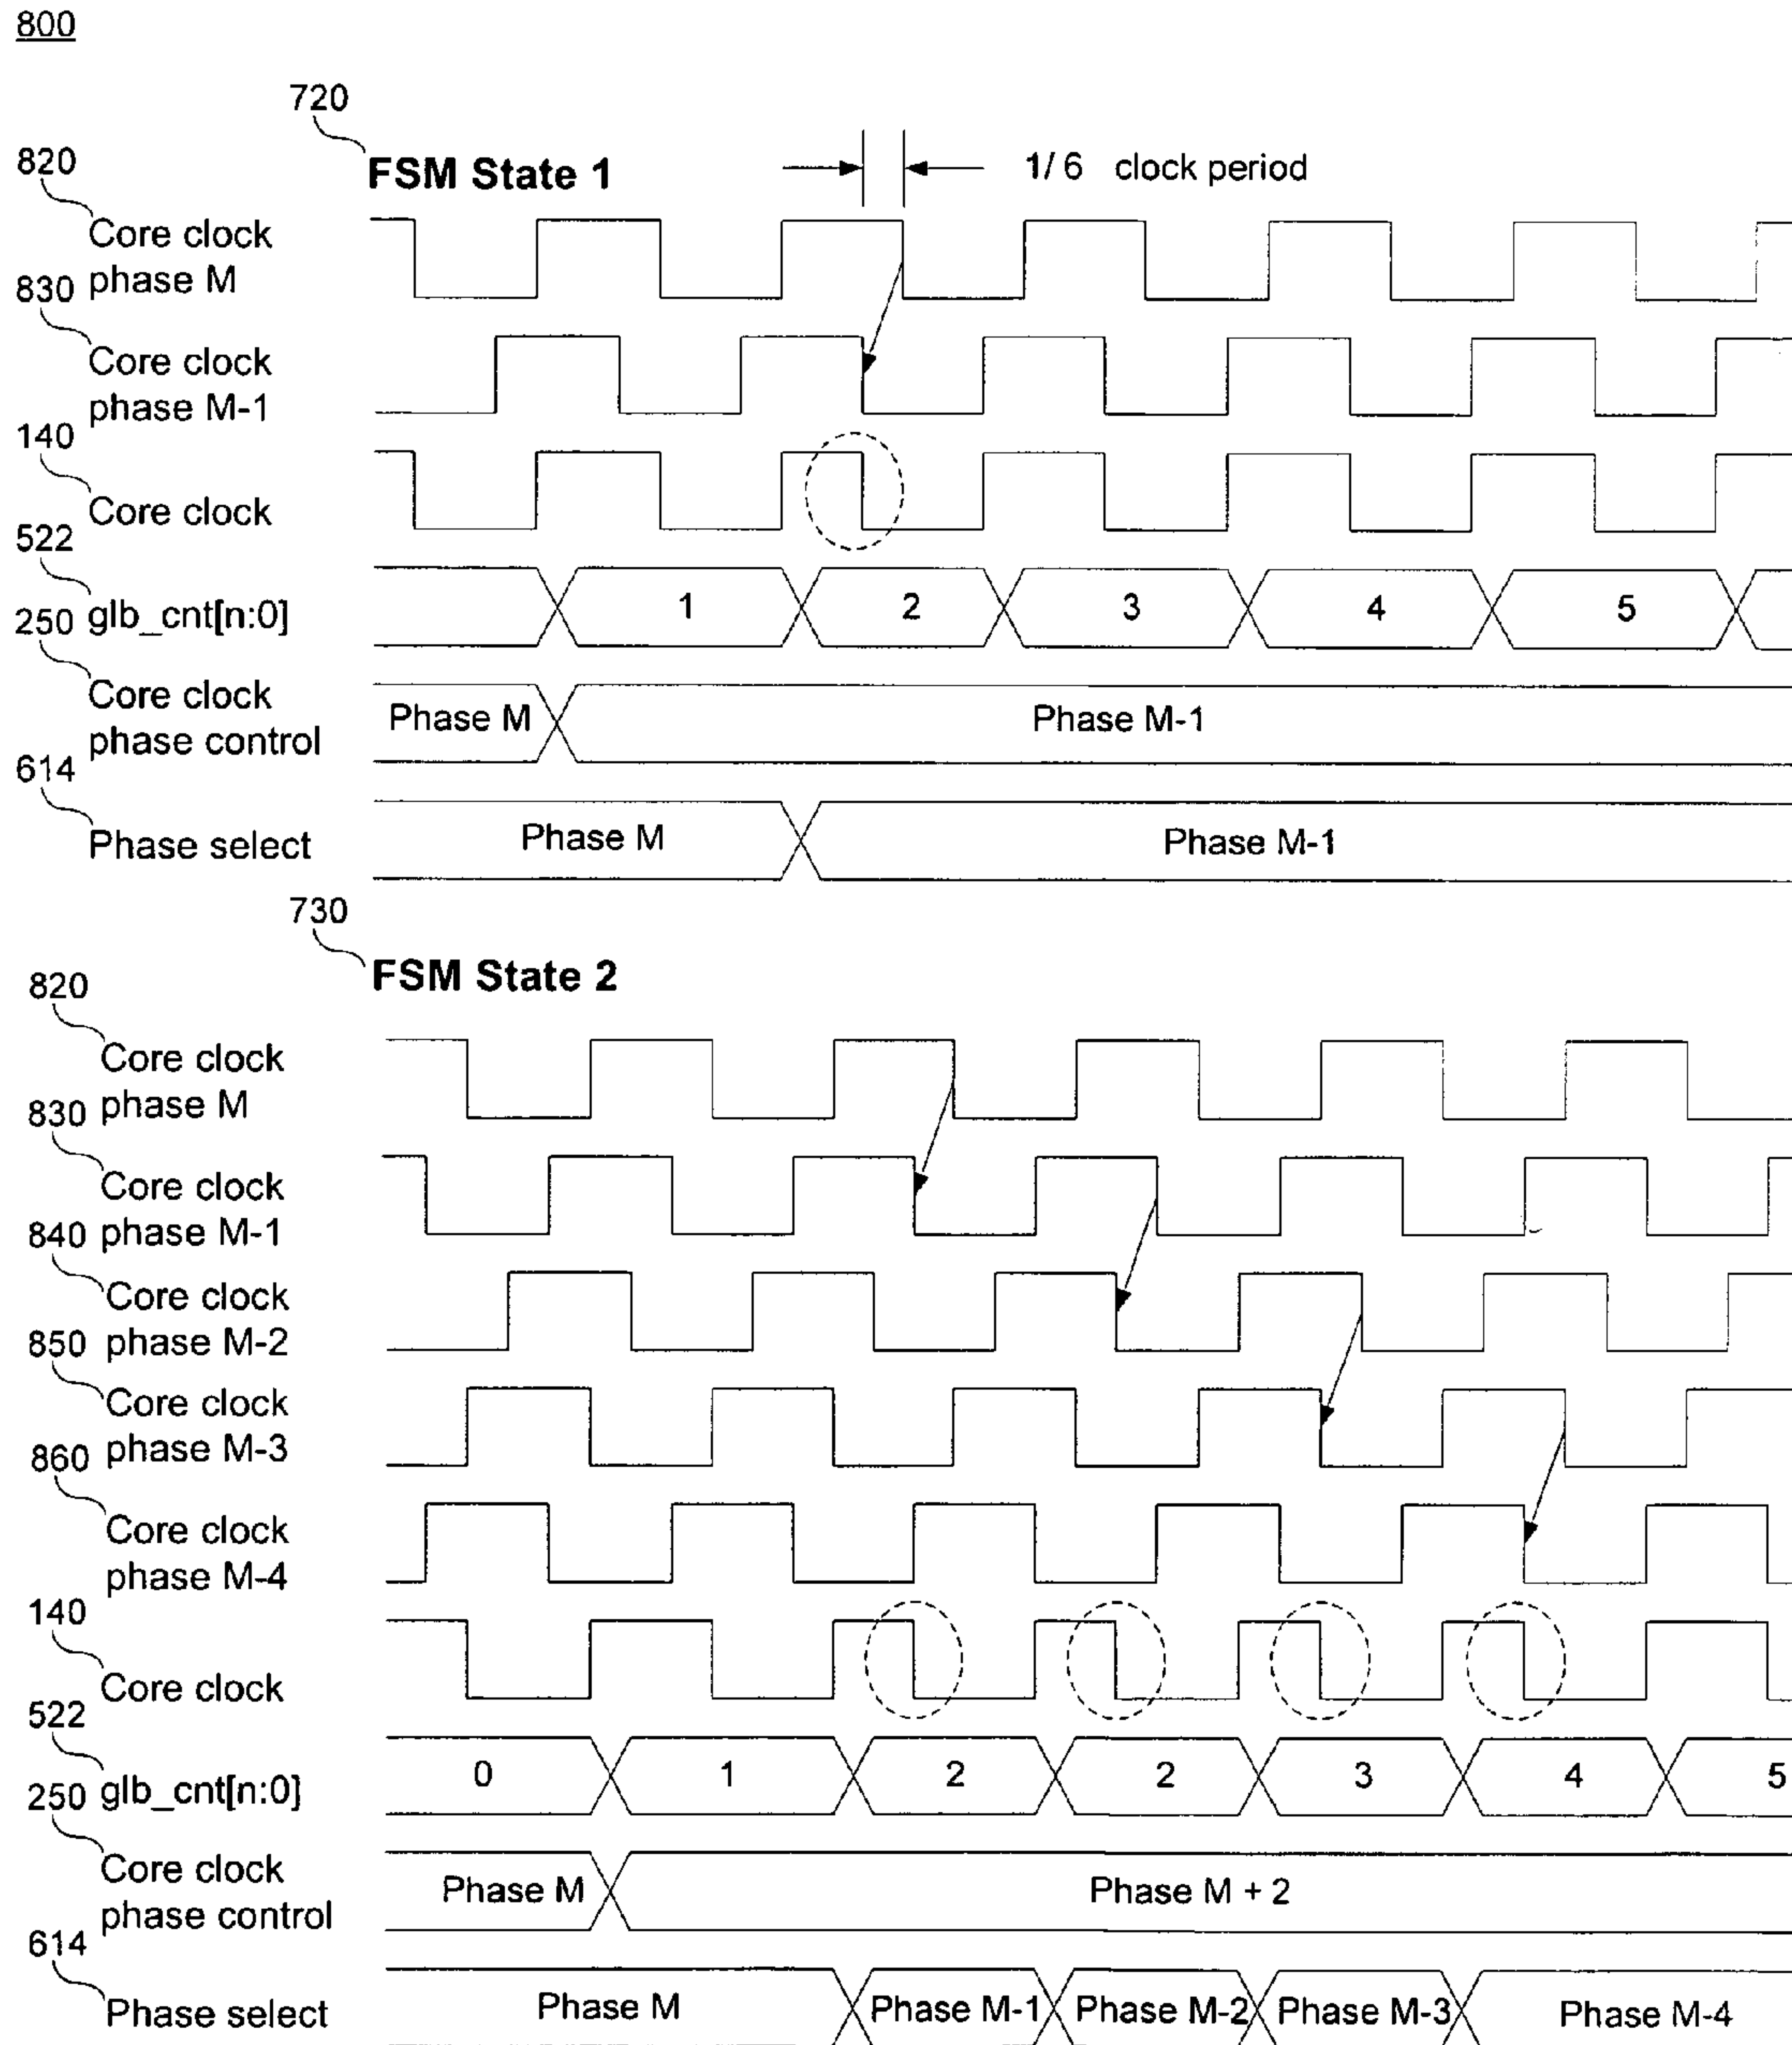 800
720
FSM State 1
1/ 6 clock period
820
Core clock
phase M
830
Core clock
phase M-1
140
Core clock
522
glb_cnt[n:0]
1 2 3 4 5
250
Core clock
phase control
Phase M Phase M-1
614
Phase select
Phase M Phase M-1
730
FSM State 2
820
Core clock
phase M
830
Core clock
phase M-1
840
Core clock
phase M-2
850
Core clock
phase M-3
860
Core clock
phase M-4
140
Core clock
522
glb_cnt[n:0]
0 1 2 2 3 4 5
250
Core clock
phase control
Phase M Phase M + 2
614
Phase select
Phase M Phase M-1 Phase M-2 Phase M-3 Phase M-4